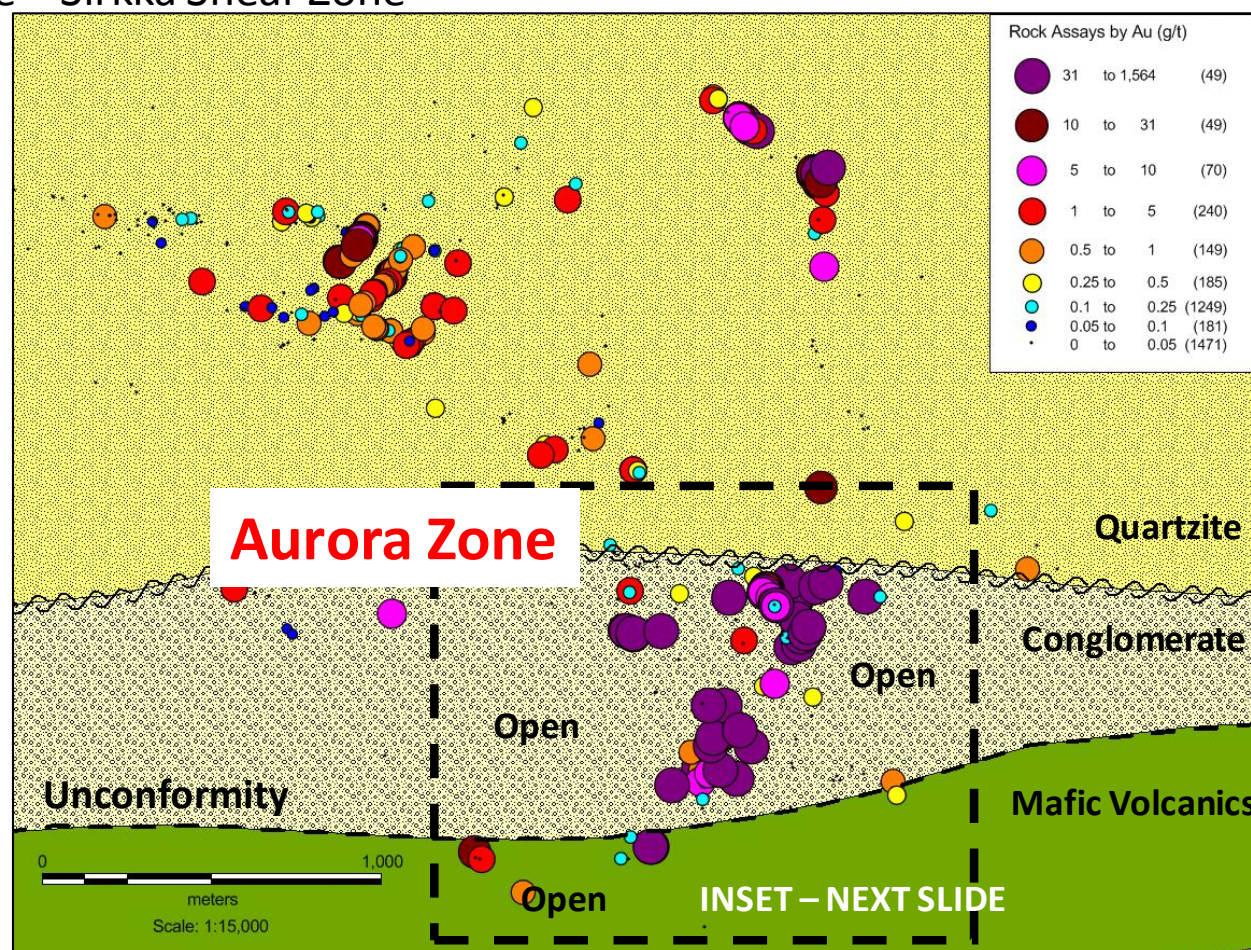 Sirkka Shear Zone
Rock Assays by Au (g/t)
31 to 1,564 (49)
10 to 31 (49)
5 to 10 (70)
1 to 5 (240)
0.5 to 1 (149)
0.25 to 0.5 (185)
0.1 to 0.25 (1249)
0.05 to 0.1 (181)
0 to 0.05 (1471)
Aurora Zone
Quartzite
Conglomerate
Open
Open
Unconformity
Mafic Volcanics
0 1,000
meters
Scale: 1:15,000
Open
INSET – NEXT SLIDE